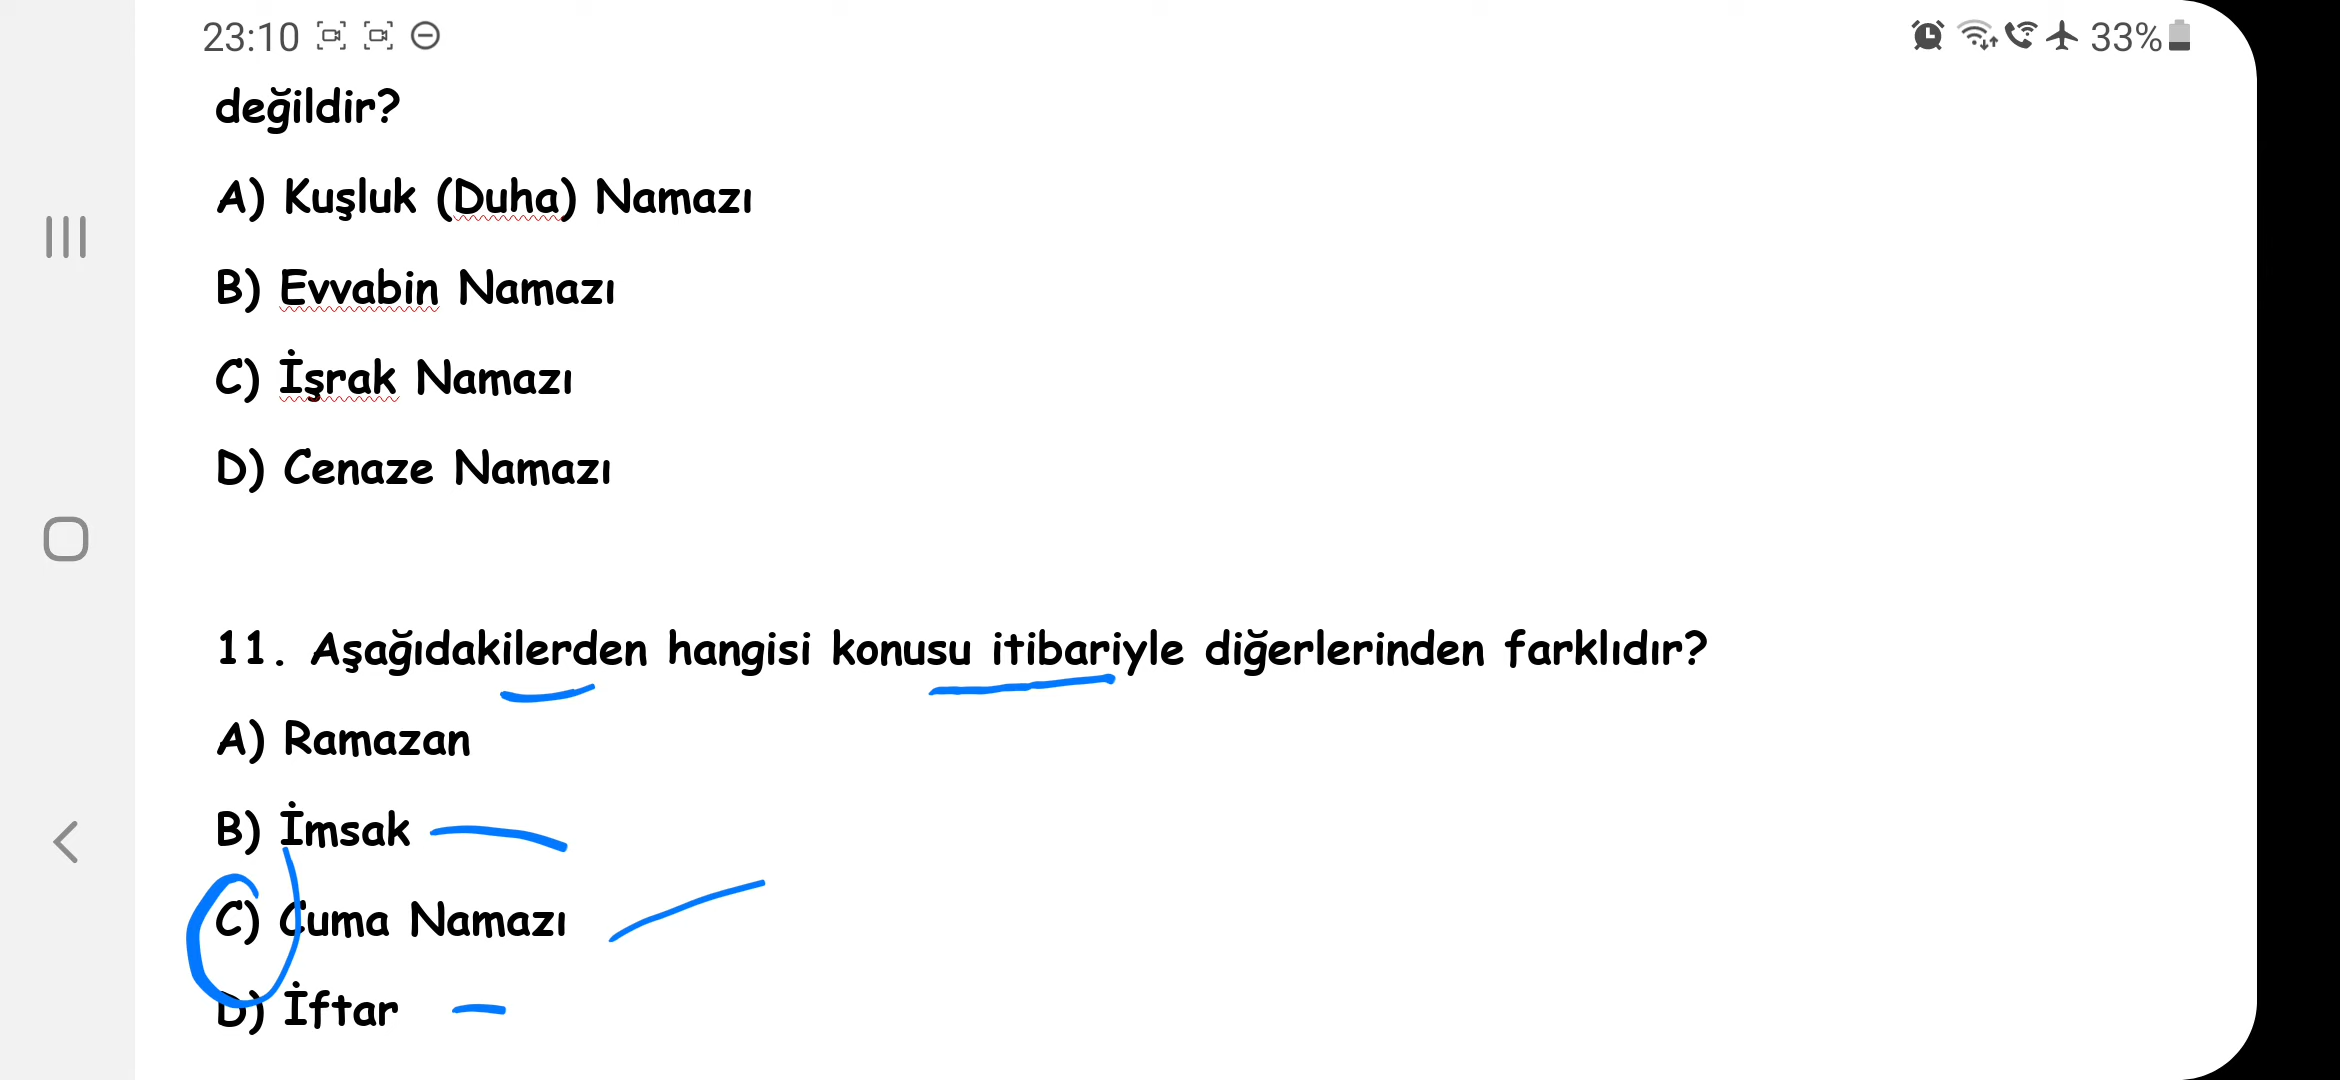 23:10 33%
değildir?
A) Kuşluk (Duha) Namazı
B) Evvabin Namazı
C) İşrak Namazı
D) Cenaze Namazı
11. Aşağıdakilerden hangisi konusu itibariyle diğerlerinden farklıdır?
A) Ramazan
B) İmsak
C) Cuma Namazı
D) İftar